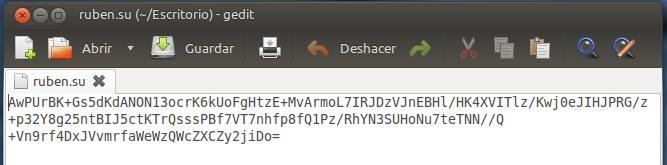 ruben.su (~/Escritorio) - gedit
Abrir Guardar Deshacer
ruben.su
AwPUrBK+Gs5dKdANON13ocrK6kUoFgHtzE+MvArmoL7IRJDzVJnEBHl/HK4XVITlz/Kwj0eJIHJPRG/z
+p32Y8g25ntBIJ5ctKTrQsssPBf7VT7nhfp8fQ1Pz/RhYN3SUHoNu7teTNN//Q
+Vn9rf4DxJVvmrfaWeWzQWcZXCZy2jiDo=